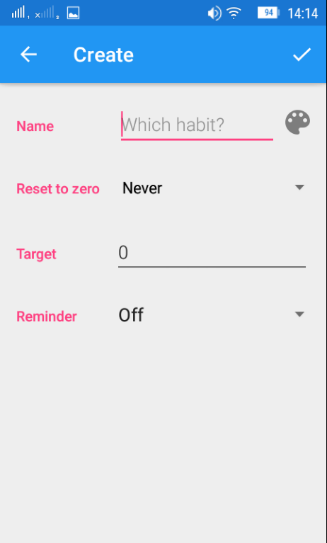 94 14:14
Create
Name Which habit?
Reset to zero Never
Target 0
Reminder Off